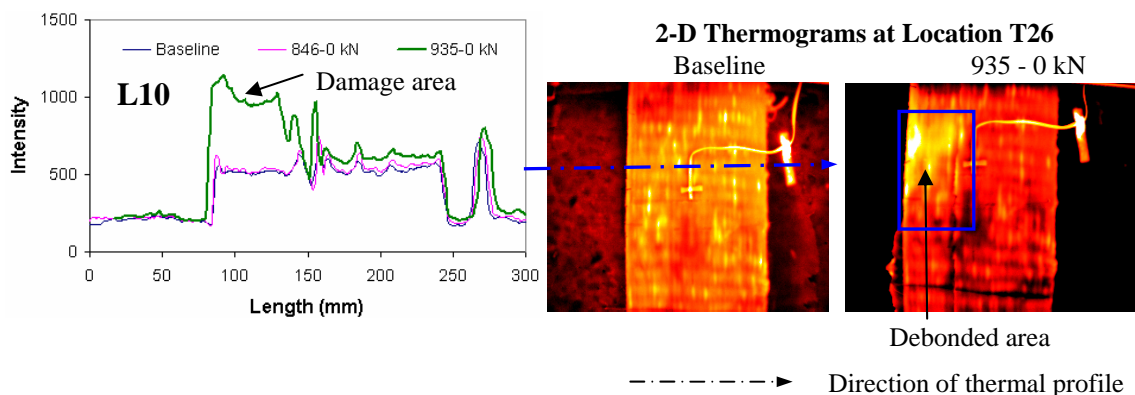 1500
1000
500
0
Intensity
Baseline
846-0 kN
935-0 kN
L10
Damage area
0
50
100
150
200
250
300
Length (mm)
2-D Thermograms at Location T26
Baseline
935 - 0 kN
Debonded area
Direction of thermal profile